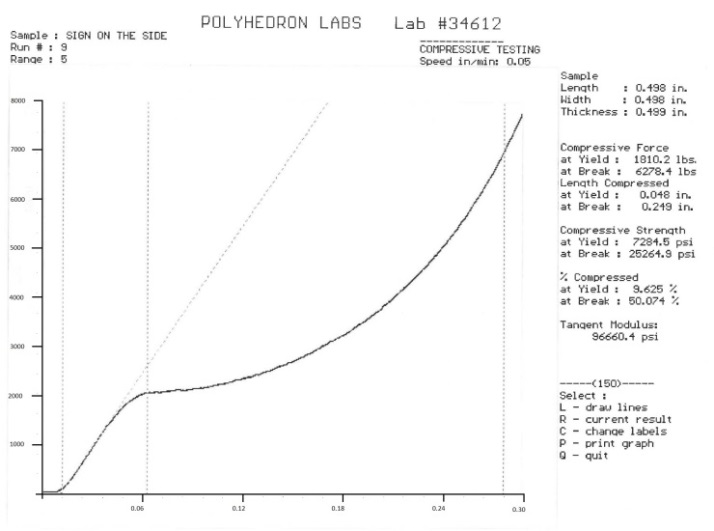 POLYHEDRON LABS Lab #34612
Sample : SIGN ON THE SIDE
Run # : 9
Range : 5
COMPRESSIVE TESTING
Speed in/min: 0.05
Sample
Length : 0.498 in.
Width : 0.498 in.
Thickness : 0.499 in.
Compressive Force
at Yield : 1810.2 lbs.
at Break : 6278.4 lbs
Length Compressed
at Yield : 0.048 in.
at Break : 0.249 in.
Compressive Strength
at Yield : 7284.5 psi
at Break : 25264.9 psi
% Compressed
at Yield : 9.625 %
at Break : 50.074 %
Tangent Modulus:
96660.4 psi
-----(150)-----
Select :
L - draw lines
R - current result
C - change labels
P - print graph
Q - quit
8000
7000
6000
5000
4000
3000
2000
1000
0.06 0.12 0.18 0.24 0.30